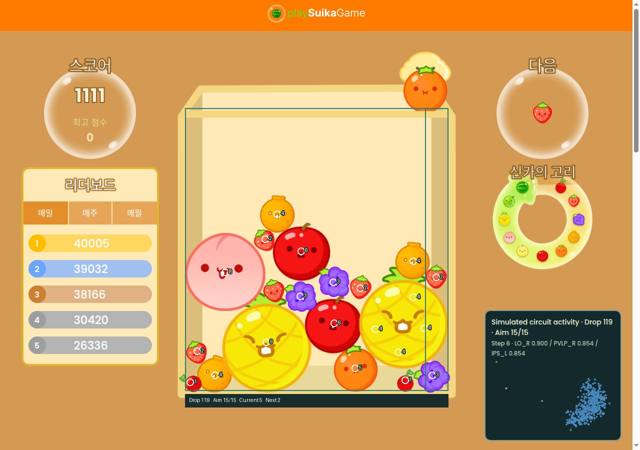 playSuikaGame
스코어
1111
최고 점수
0
다음
신카의 고리
리더보드
매일 매주 매월
1 40005
2 39032
3 38166
4 30420
5 26336
Simulated circuit activity · Drop 119
· Aim 15/15
Step 6 · LO_R 0.900 / PVLP_R 0.854 /
IPS_L 0.854
Drop 119 Aim 15/15 Current 5 Next 2